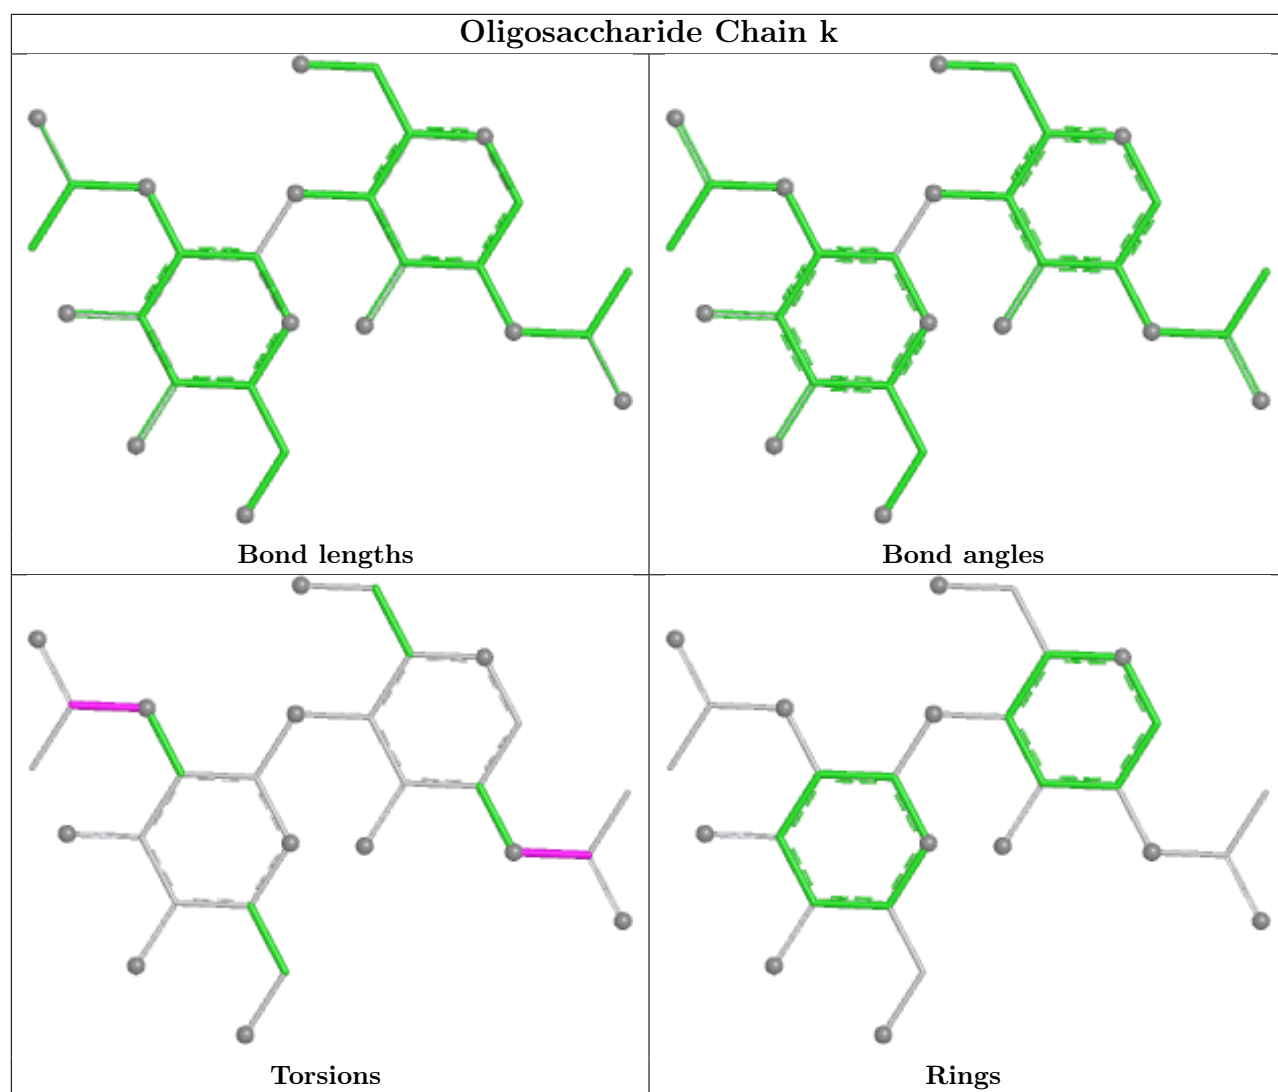 Oligosaccharide Chain k
Bond lengths
Bond angles
Torsions
Rings